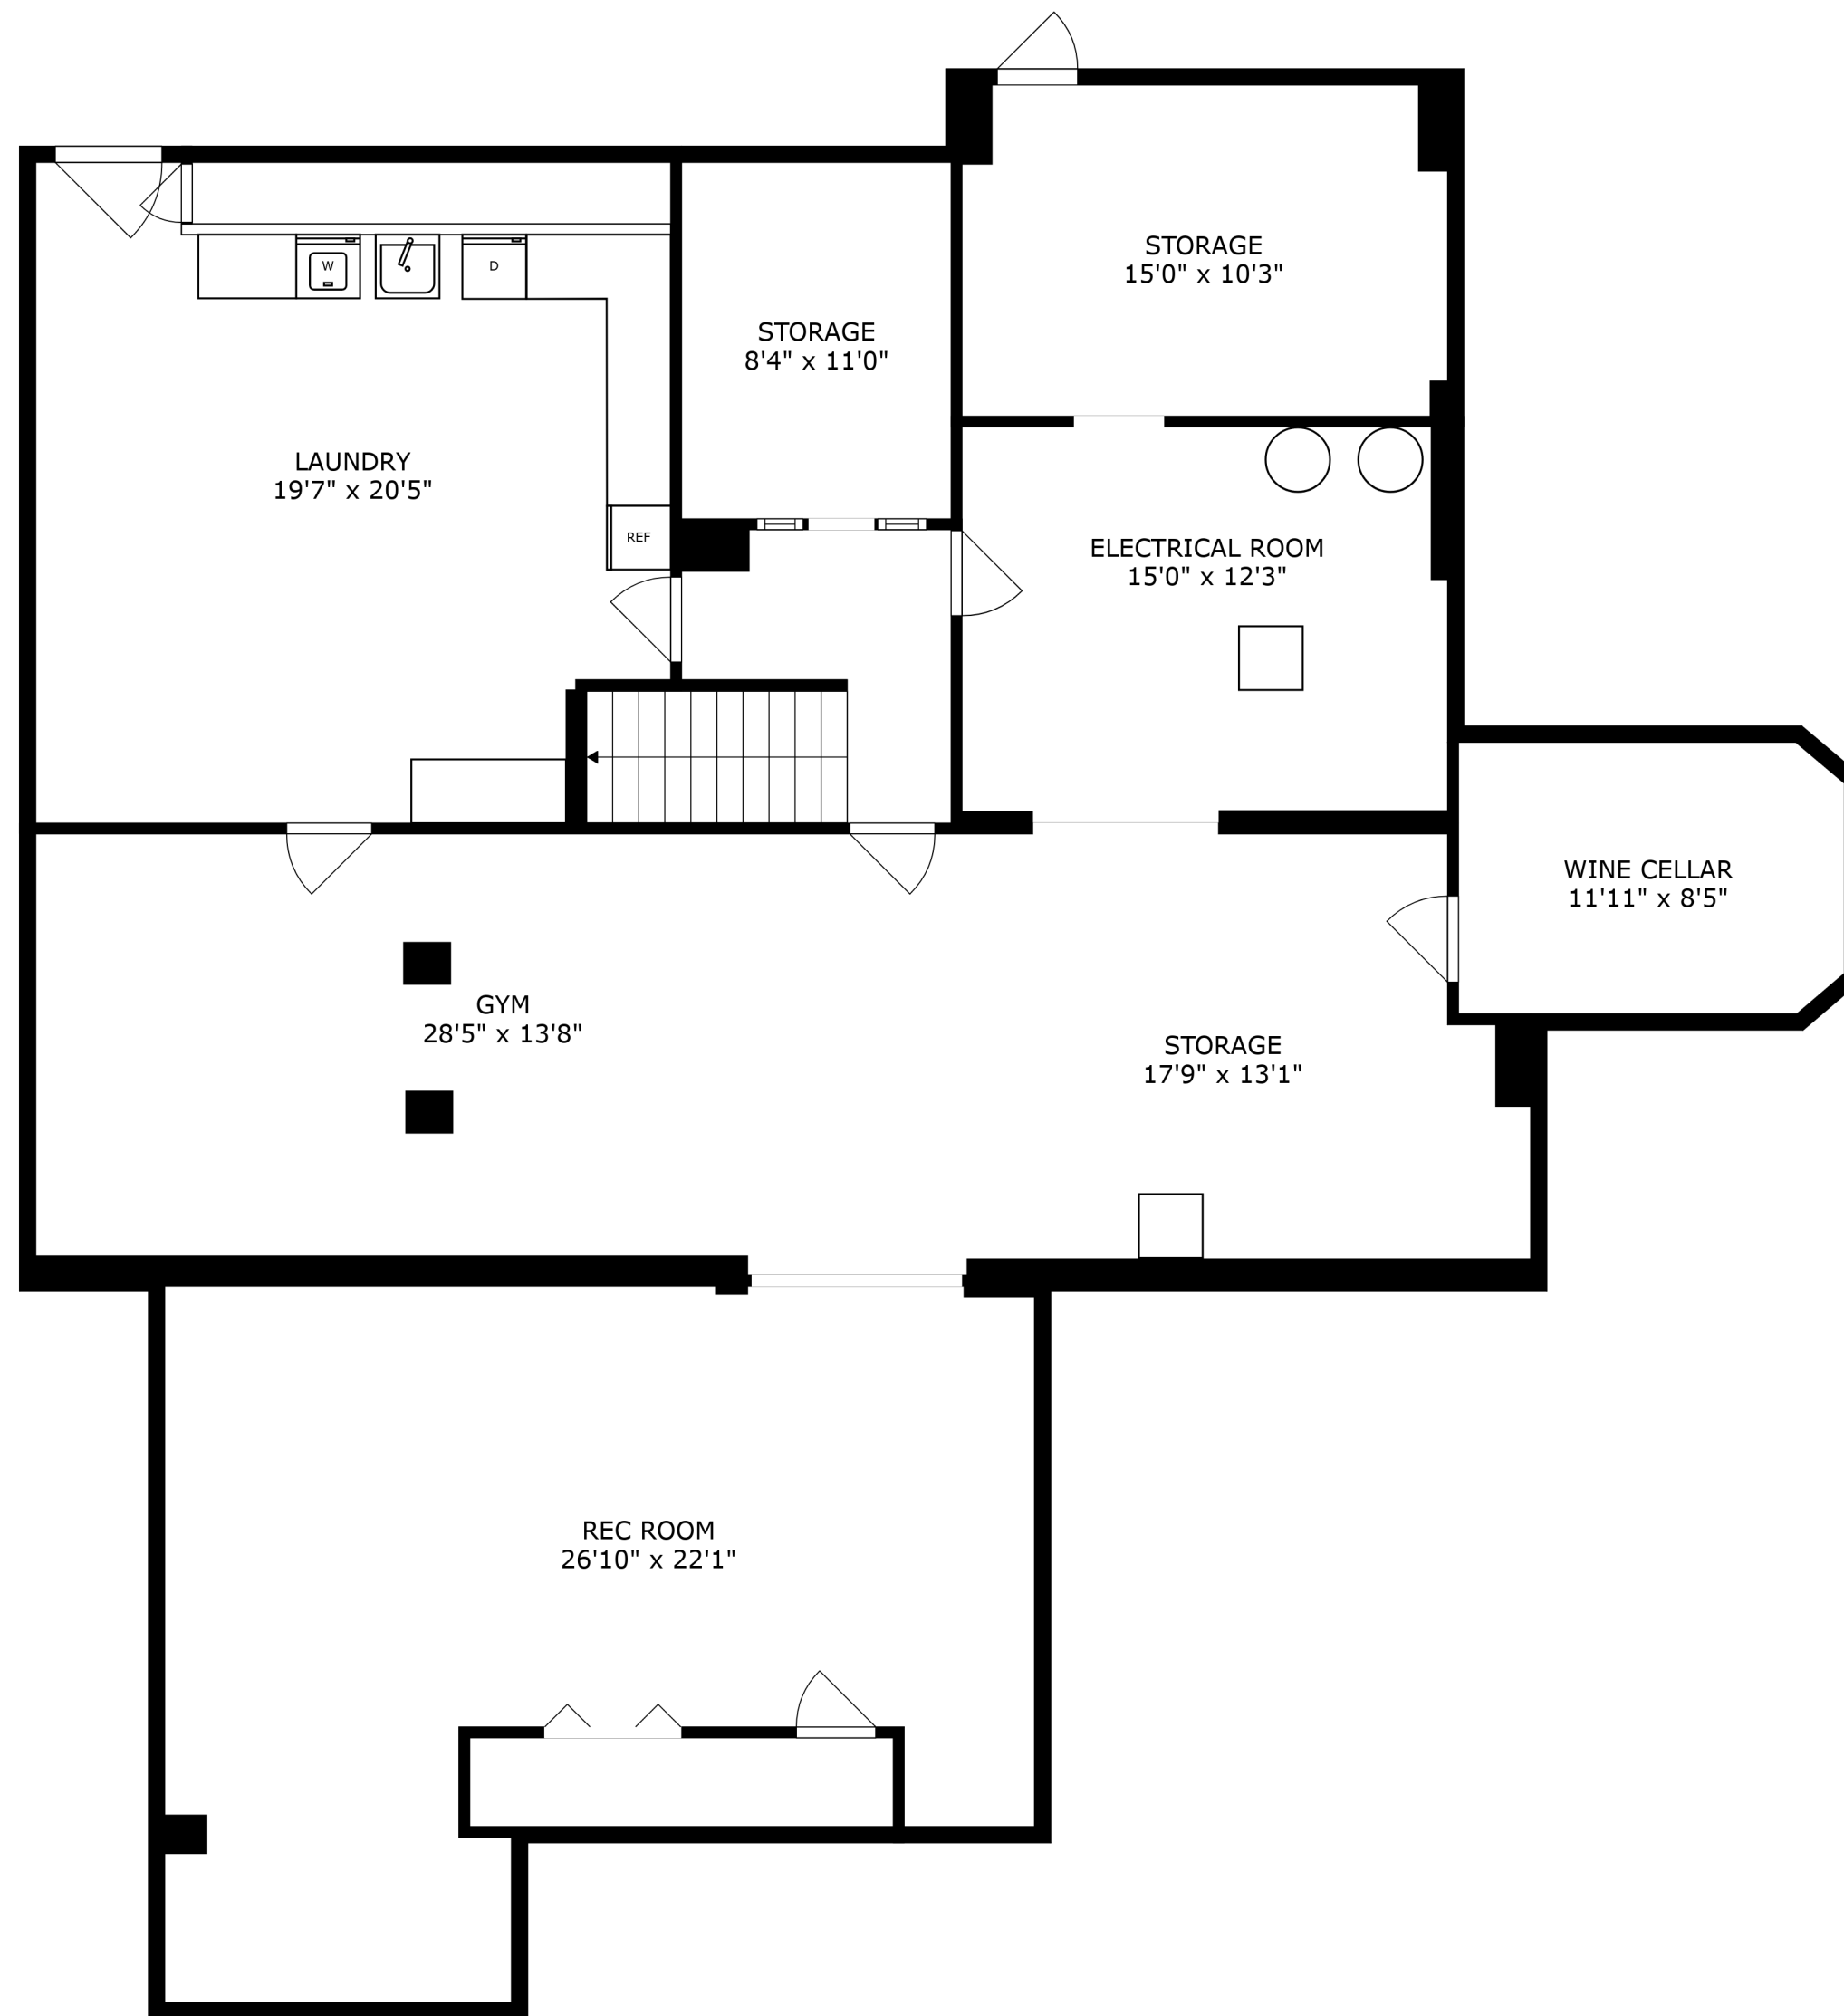 STORAGE
15'0" x 10'3"
W
D
STORAGE
8'4" x 11'0"
LAUNDRY
19'7" x 20'5"
REF
ELECTRICAL ROOM
15'0" x 12'3"
WINE CELLAR
11'11" x 8'5"
GYM
28'5" x 13'8"
STORAGE
17'9" x 13'1"
REC ROOM
26'10" x 22'1"